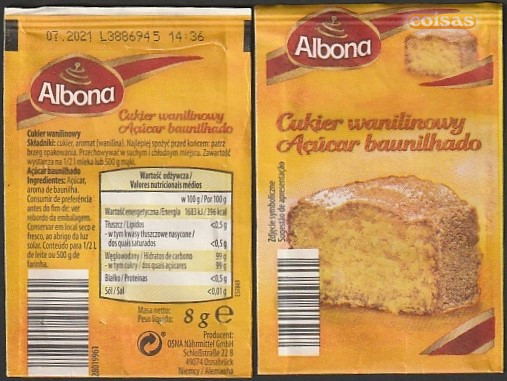 07.2021 L3886945 14:36
Albona
Cukier wanilinowy
Açúcar baunilhado
Cukier wanilinowy
Składniki: cukier, aromat (wanilina). Najlepiej spożyć przed końcem: patrz
brzeg opakowania. Przechowywać w suchym i chłodnym miejscu. Zawartość
wystarcza na 1/2 l mleka lub 500 g mąki.
Açúcar baunilhado
Ingredientes: Açúcar,
aroma de baunilha.
Consumir de preferência
antes do fim de: ver
rebordo da embalagem.
Conservar em local seco e
fresco, ao abrigo da luz
solar. Conteúdo para 1/2 L
de leite ou 500 g de
farinha.
Wartość odżywcza /
Valores nutricionais médios
w 100 g / Por 100 g
Wartość energetyczna /Energia 1683 kJ / 396 kcal
Tłuszcz / Lípidos <0,5 g
- w tym kwasy tłuszczowe nasycone /
dos quais saturados <0,5 g
Węglowodany / Hidratos de carbono 99 g
- w tym cukry / dos quais açúcares 99 g
Białko / Proteínas <0,5 g
Sól / Sal <0,01 g
Masa netto:
Peso líquido: 8 g e
Producent:
OSNA Nährmittel GmbH
Schloßstraße 22 B
49074 Osnabrück
Niemcy / Alemanha
28019961
coisas
Albona
Cukier wanilinowy
Açúcar baunilhado
Zdjęcie symboliczne
Sugestão de apresentação